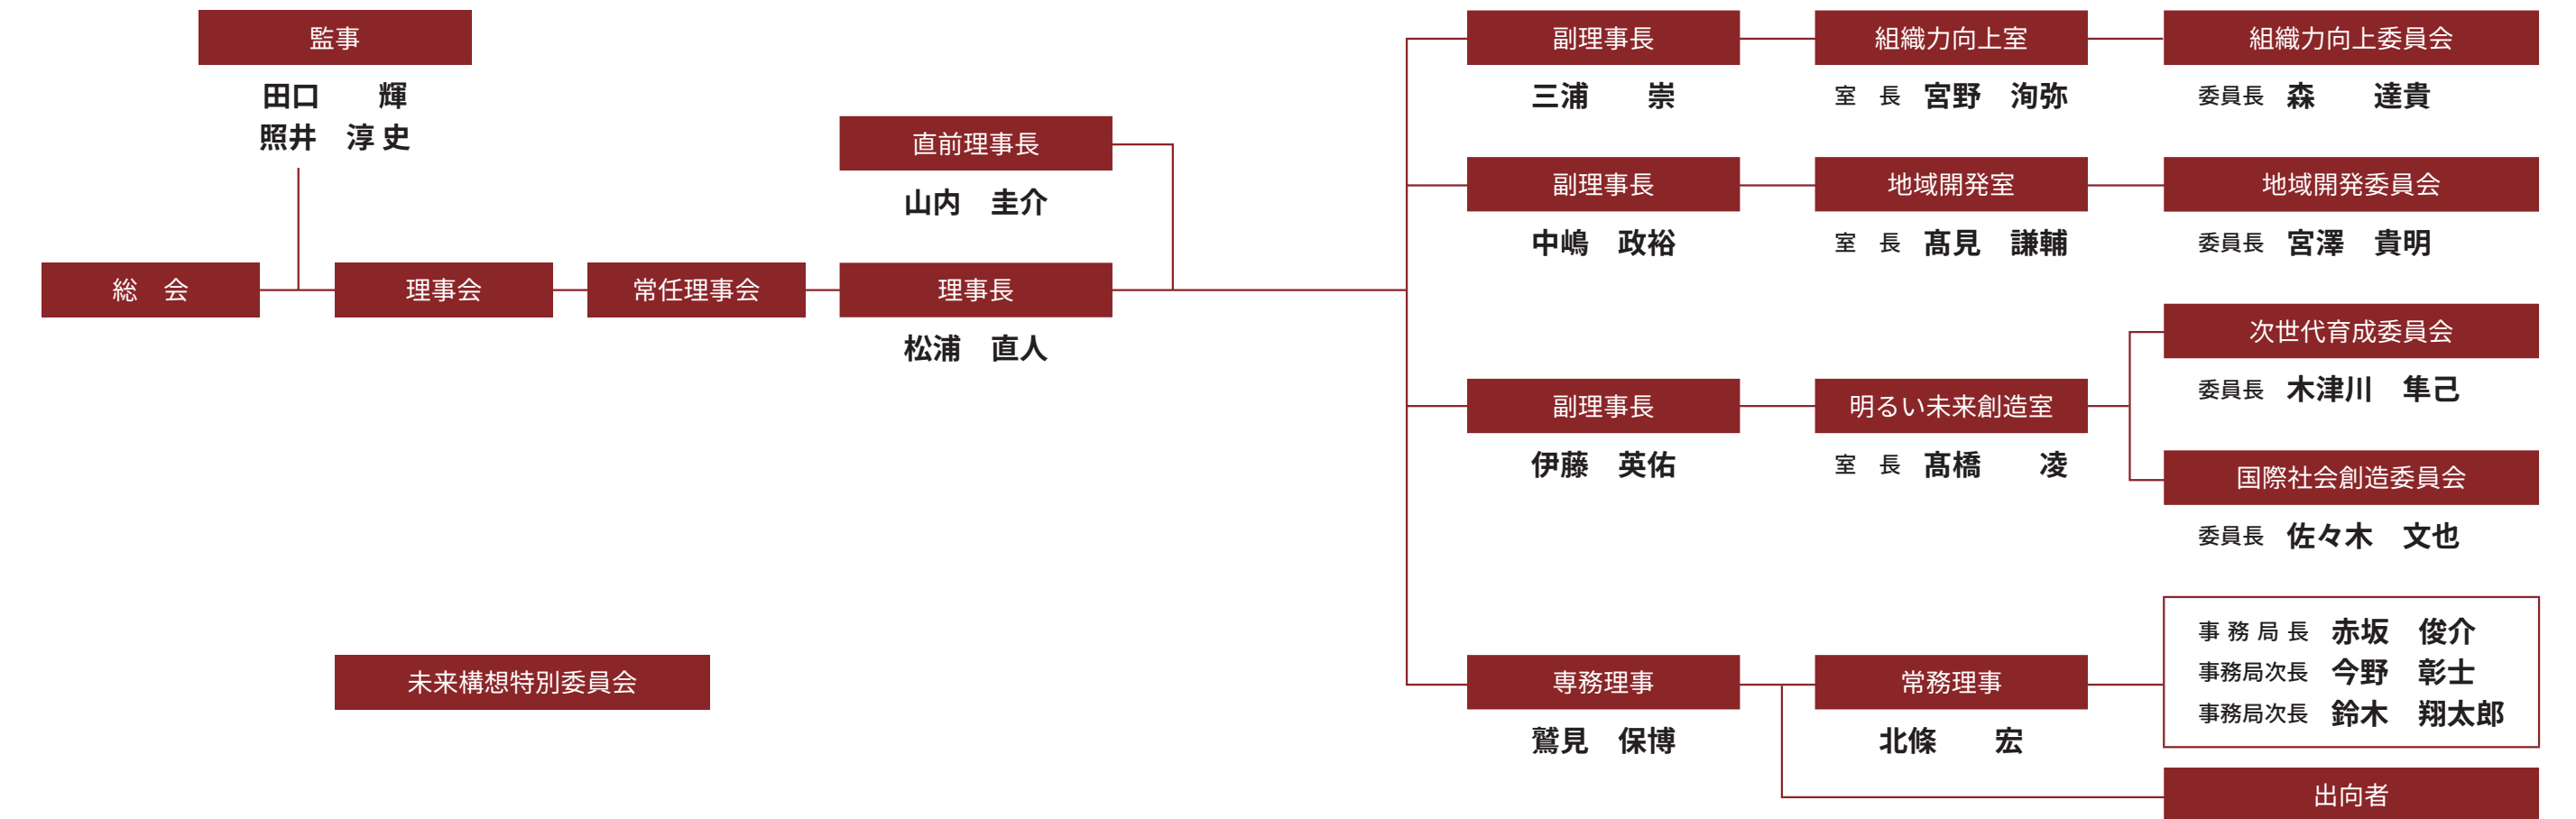 監事
田口　　輝
照井　淳史
総　会
理事会
常任理事会
直前理事長
山内　圭介
理事長
松浦　直人
副理事長
三浦　　崇
組織力向上室
室　長　宮野　洵弥
組織力向上委員会
委員長　森　　達貴
副理事長
中嶋　政裕
地域開発室
室　長　髙見　謙輔
地域開発委員会
委員長　宮澤　貴明
副理事長
伊藤　英佑
明るい未来創造室
室　長　髙橋　　凌
次世代育成委員会
委員長　木津川　隼己
国際社会創造委員会
委員長　佐々木　文也
専務理事
鷲見　保博
常務理事
北條　　宏
事務局長　赤坂　俊介
事務局次長　今野　彰士
事務局次長　鈴木　翔太郎
出向者
未来構想特別委員会